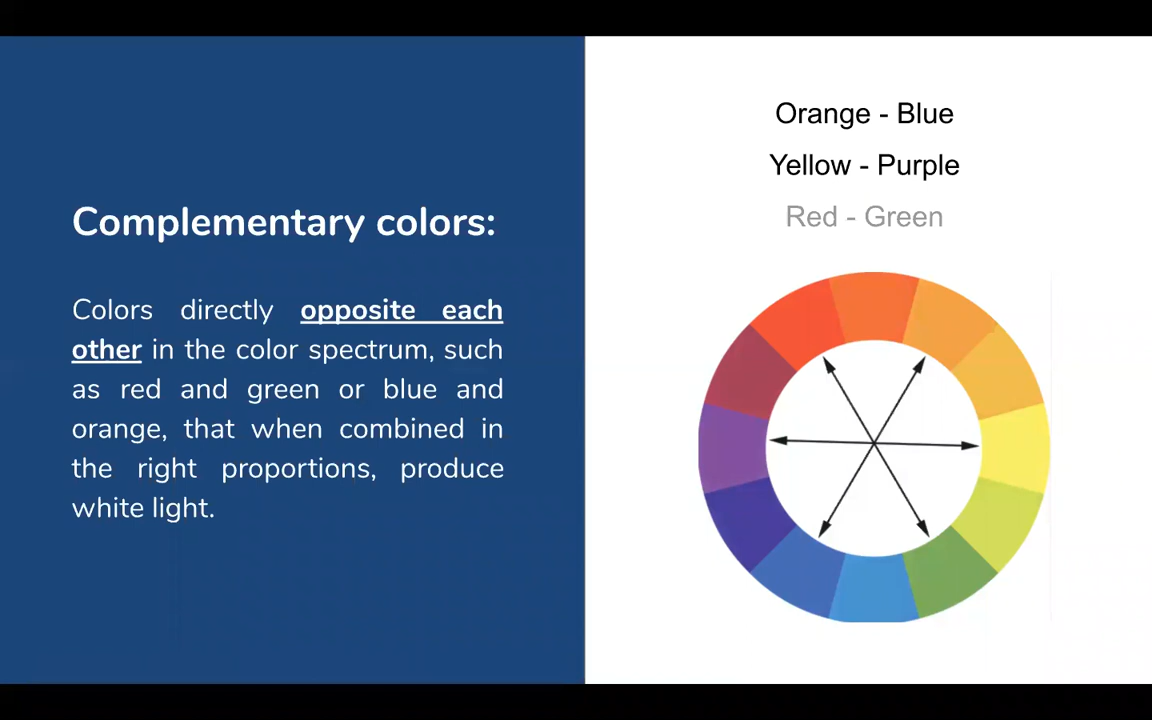 Complementary colors:
Colors directly opposite each
other in the color spectrum, such
as red and green or blue and
orange, that when combined in
the right proportions, produce
white light.
Orange - Blue
Yellow - Purple
Red - Green